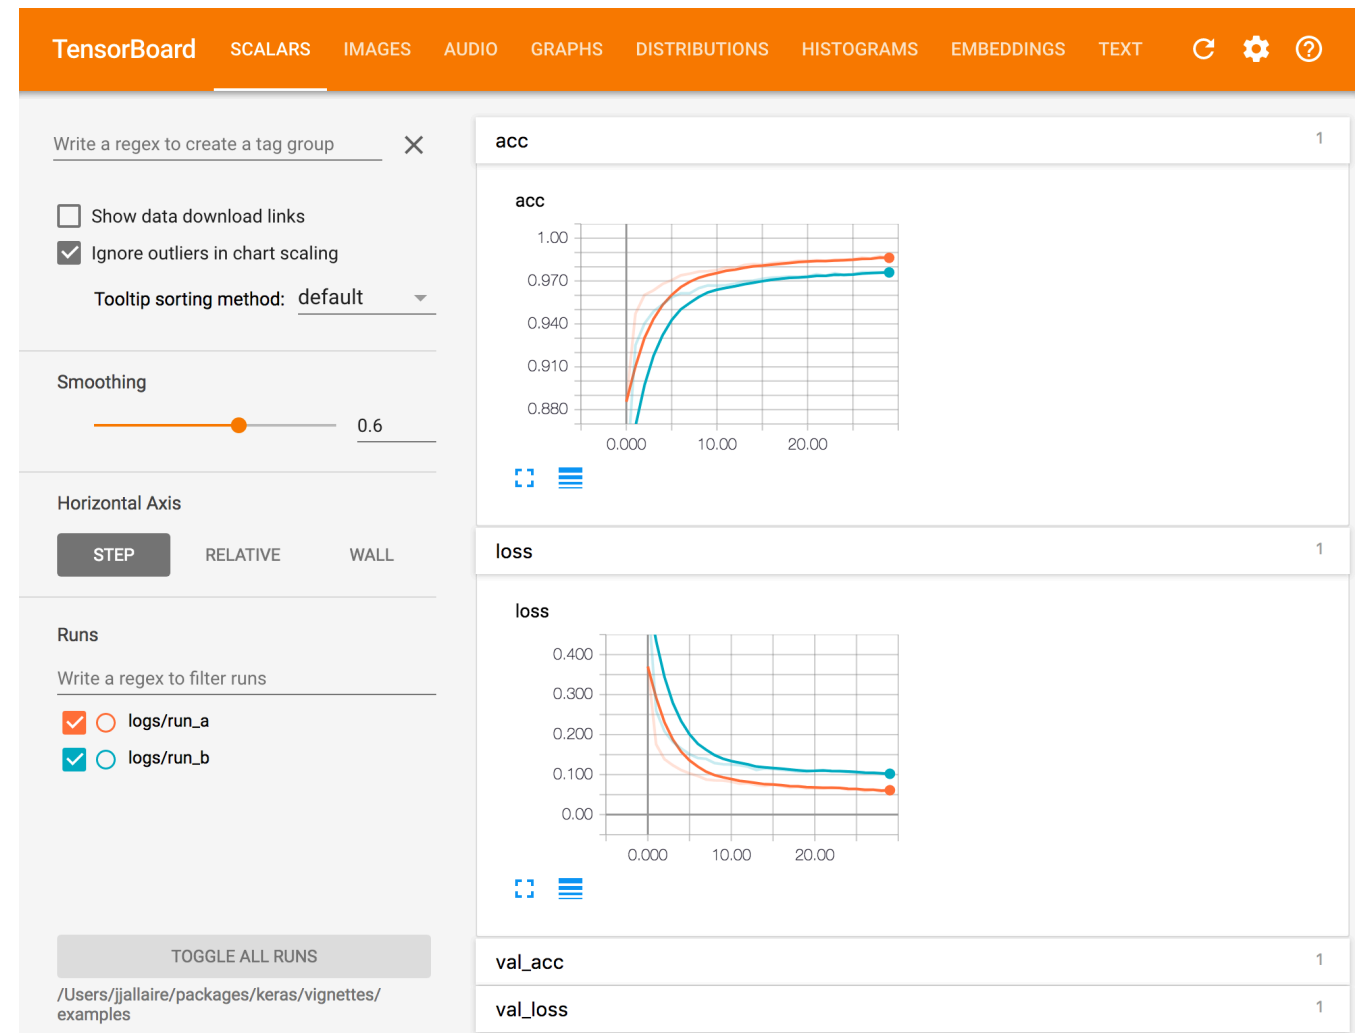 TensorBoard SCALARS IMAGES AUDIO GRAPHS DISTRIBUTIONS HISTOGRAMS EMBEDDINGS TEXT
Write a regex to create a tag group
Show data download links
Ignore outliers in chart scaling
Tooltip sorting method: default
Smoothing
0.6
Horizontal Axis
STEP RELATIVE WALL
Runs
Write a regex to filter runs
logs/run_a
logs/run_b
TOGGLE ALL RUNS
/Users/jjallaire/packages/keras/vignettes/
examples
acc 1
acc
1.00
0.970
0.940
0.910
0.880
0.000 10.00 20.00
loss 1
loss
0.400
0.300
0.200
0.100
0.00
0.000 10.00 20.00
val_acc 1
val_loss 1